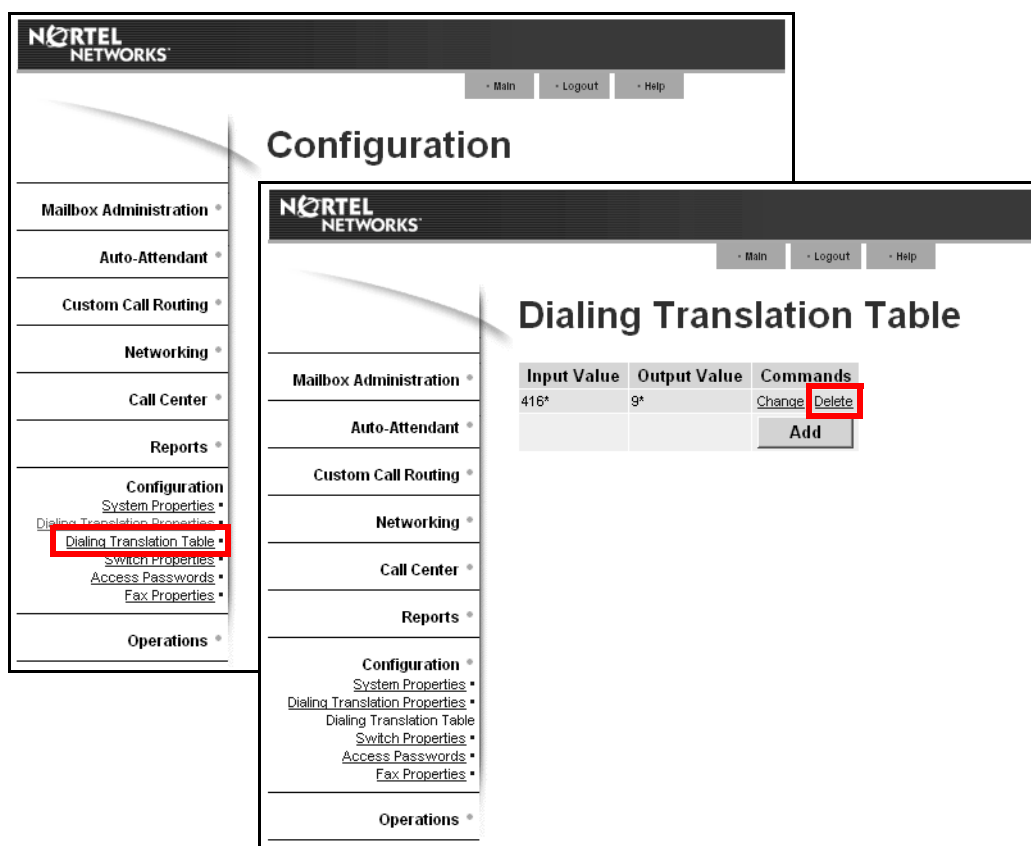 NORTEL
NETWORKS
Main Logout Help
Configuration
Mailbox Administration
Auto-Attendant
Custom Call Routing
Networking
Call Center
Reports
Configuration
System Properties
Dialing Translation Properties
Dialing Translation Table
Switch Properties
Access Passwords
Fax Properties
Operations
NORTEL
NETWORKS
Main Logout Help
Dialing Translation Table
Input Value Output Value Commands
416* 9* Change Delete
Add
Mailbox Administration
Auto-Attendant
Custom Call Routing
Networking
Call Center
Reports
Configuration
System Properties
Dialing Translation Properties
Dialing Translation Table
Switch Properties
Access Passwords
Fax Properties
Operations